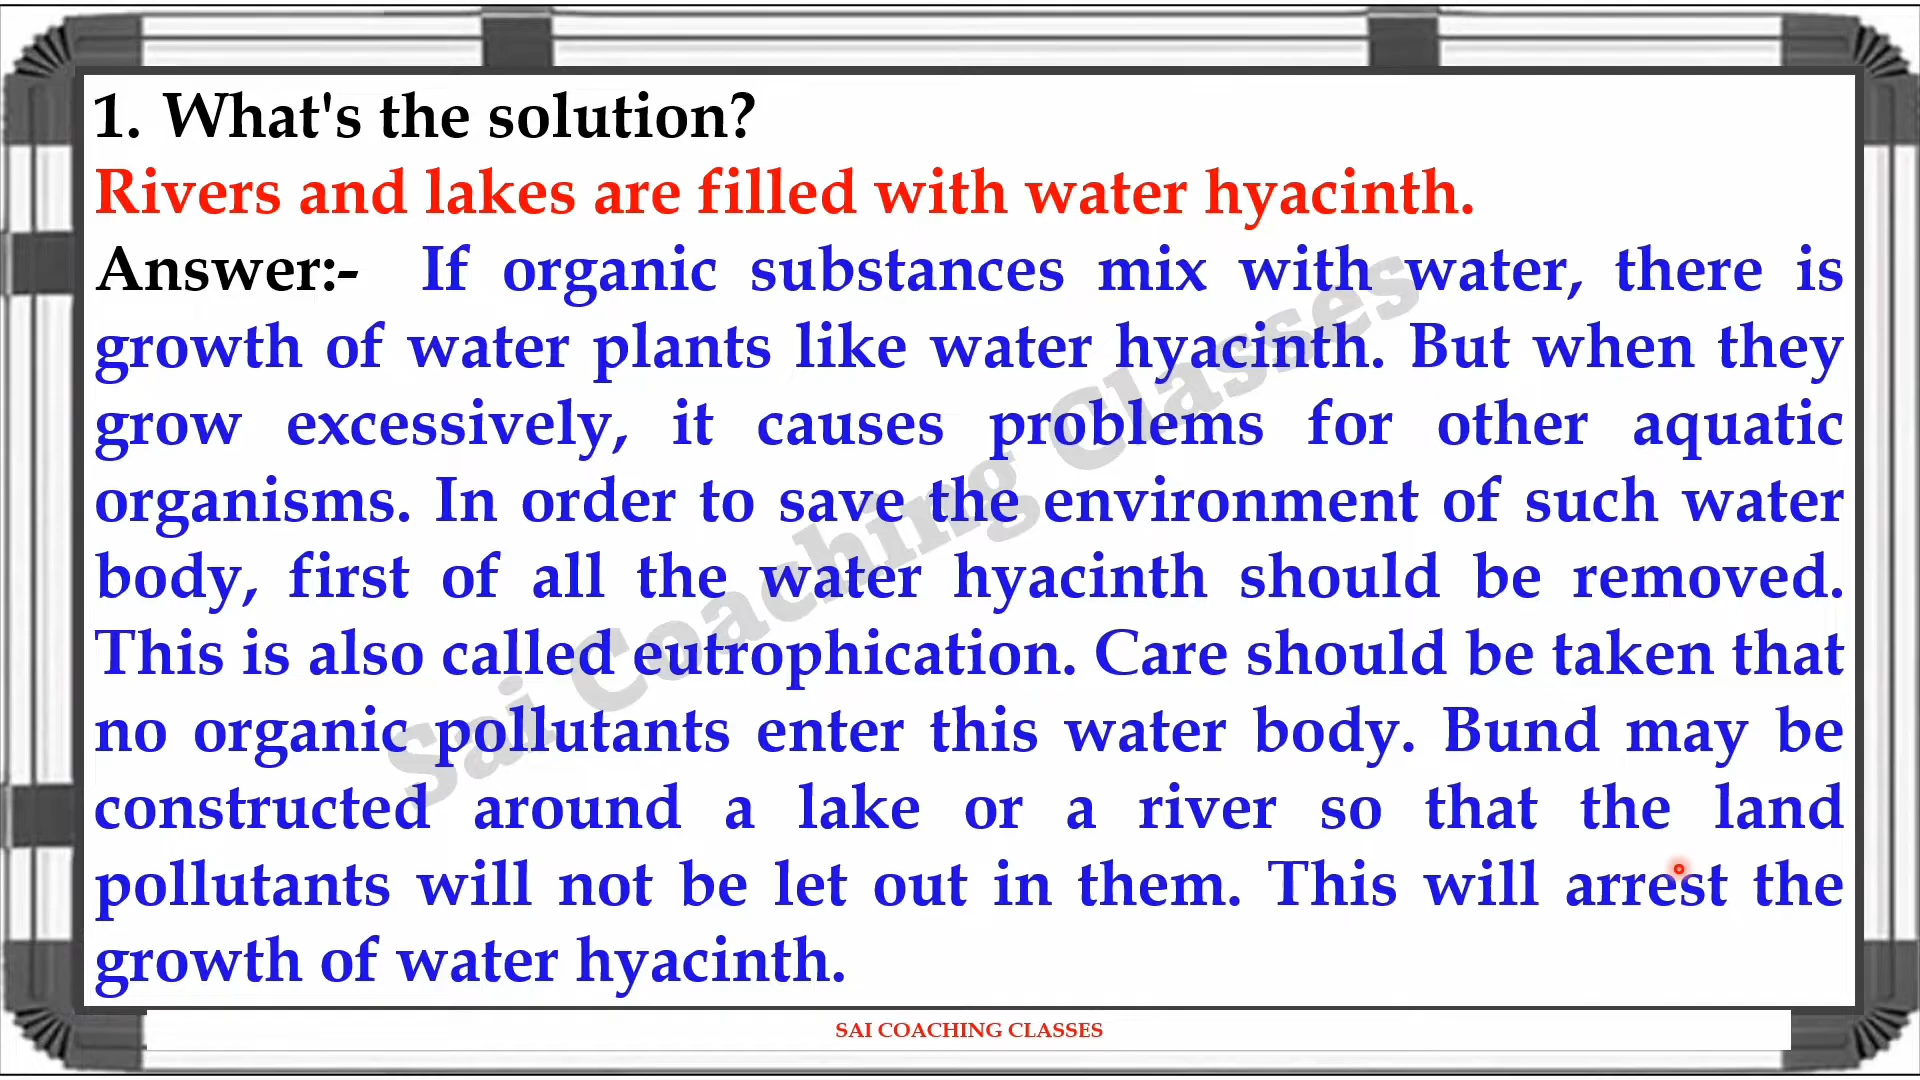 1. What's the solution?
Rivers and lakes are filled with water hyacinth.
Answer:- If organic substances mix with water, there is
growth of water plants like water hyacinth. But when they
grow excessively, it causes problems for other aquatic
organisms. In order to save the environment of such water
body, first of all the water hyacinth should be removed.
This is also called eutrophication. Care should be taken that
no organic pollutants enter this water body. Bund may be
constructed around a lake or a river so that the land
pollutants will not be let out in them. This will arrest the
growth of water hyacinth.
Sai Coaching Classes
SAI COACHING CLASSES